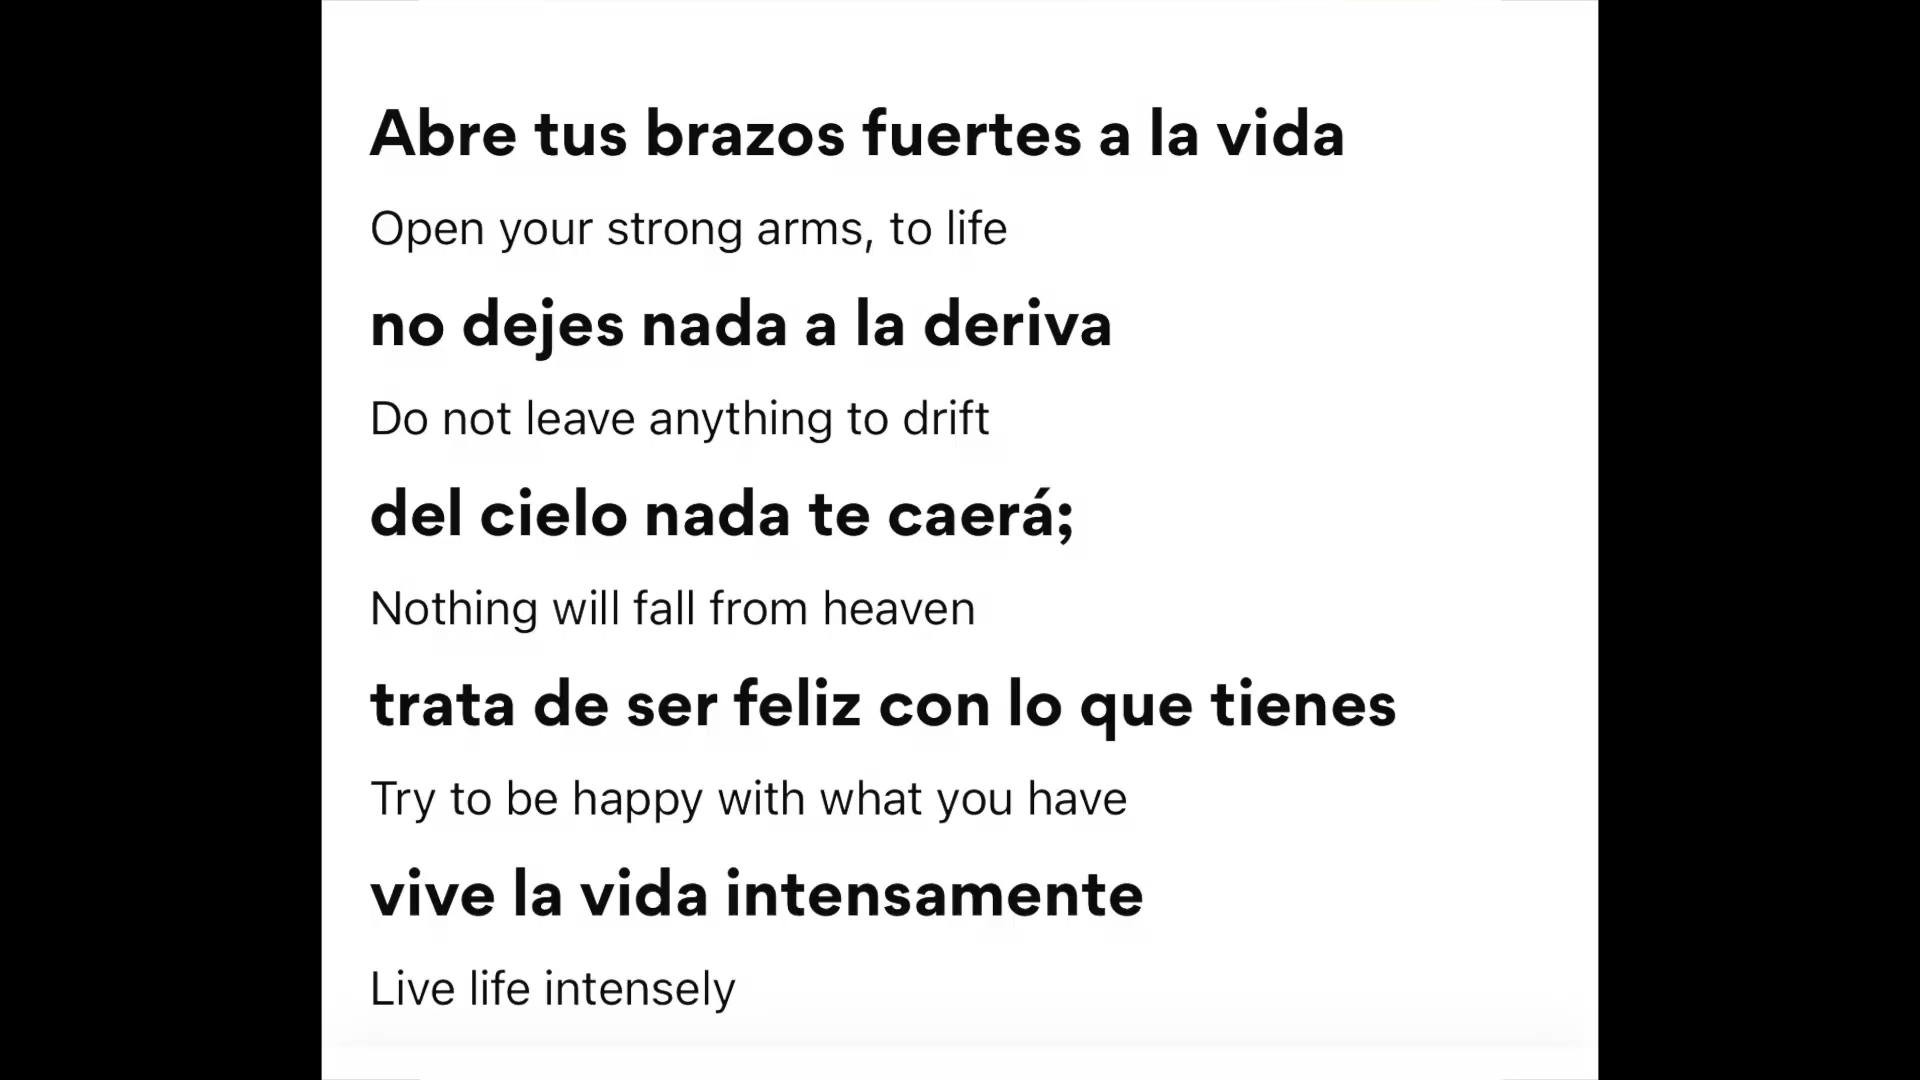 Abre tus brazos fuertes a la vida
Open your strong arms, to life
no dejes nada a la deriva
Do not leave anything to drift
del cielo nada te caerá;
Nothing will fall from heaven
trata de ser feliz con lo que tienes
Try to be happy with what you have
vive la vida intensamente
Live life intensely